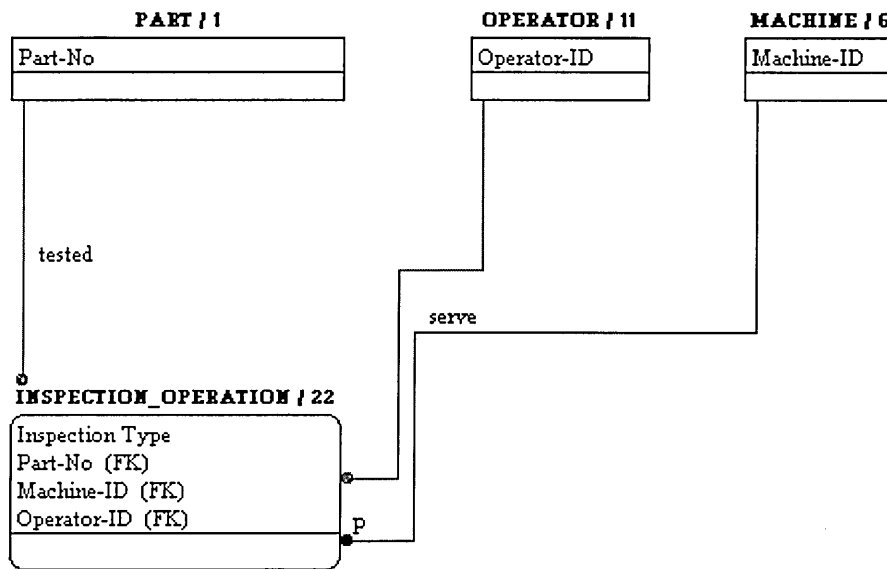 PART / 1
OPERATOR / 11
MACHINE / 6
Part-No
Operator-ID
Machine-ID
tested
serve
INSPECTION_OPERATION / 22
Inspection Type
Part-No (FK)
Machine-ID (FK)
Operator-ID (FK)
P